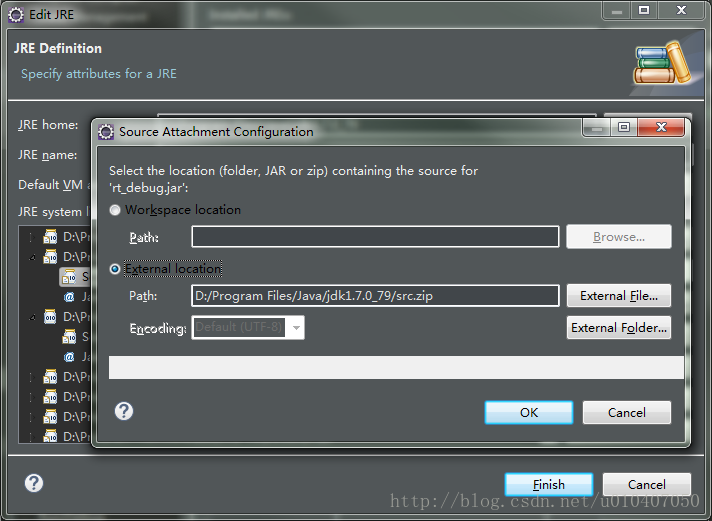 Edit JRE
JRE Definition
Specify attributes for a JRE
JRE home:
JRE name:
Default VM a
JRE system l
D:\Pr
D:\Pr
S
Ja
D:\Pr
S
Ja
D:\Pr
D:\Pr
D:\Pr
D:\Pr
Source Attachment Configuration
Select the location (folder, JAR or zip) containing the source for
'rt_debug.jar':
Workspace location
Path:
Browse...
External location
Path: D:/Program Files/Java/jdk1.7.0_79/src.zip External File...
Encoding: Default (UTF-8) External Folder...
OK Cancel
Finish Cancel
http://blog.csdn.net/u010407050